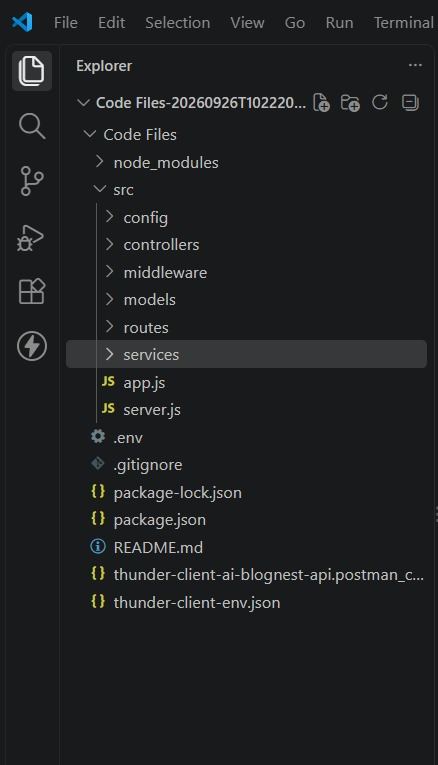 File Edit Selection View Go Run Terminal
Explorer
Code Files-20260926T102220...
Code Files
node_modules
src
config
controllers
middleware
models
routes
services
JS app.js
JS server.js
.env
.gitignore
{} package-lock.json
{} package.json
README.md
{} thunder-client-ai-blognest-api.postman_c...
{} thunder-client-env.json